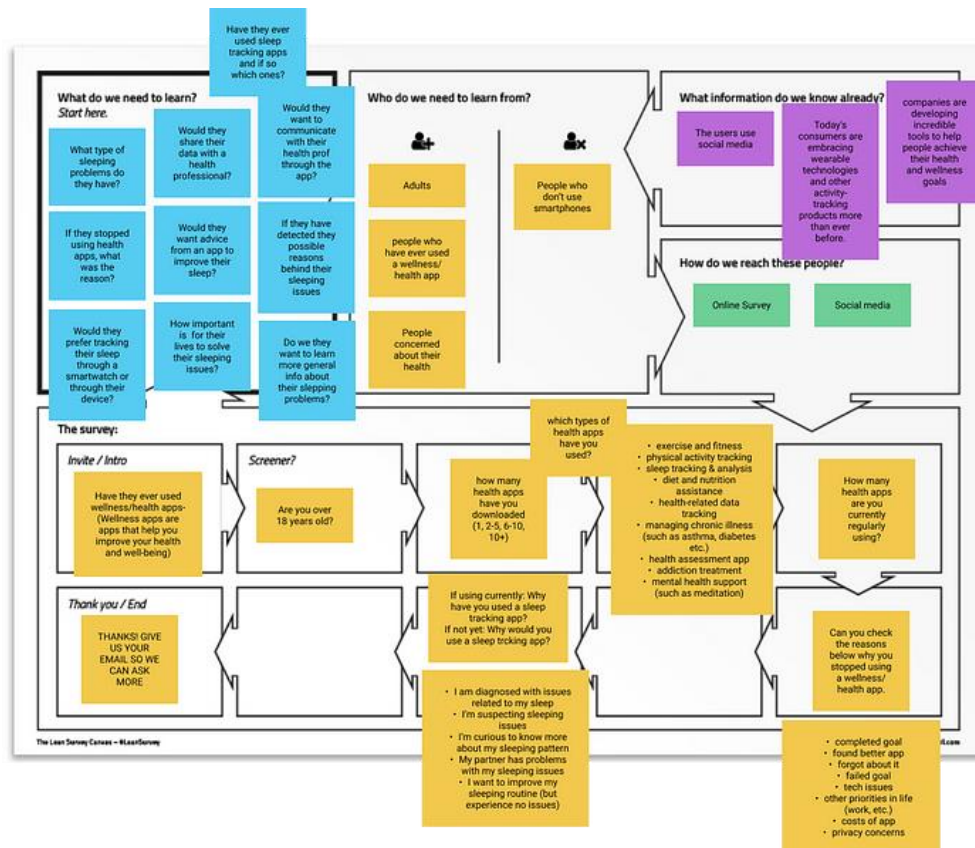 Have they ever
used sleep
tracking apps
and if so
which ones?
What do we need to learn?
Start here.
What type of
sleeping
problems do
they have?
Would they
share their
data with a
health
professional?
Would they
want to
communicate
with their
health prof
through the
app?
If they stopped
using health
apps, what
was the
reason?
Would they
want advice
from an app to
improve their
sleep?
If they have
detected they
possible
reasons
behind their
sleeping
issues
Would they
prefer tracking
their sleep
through a
smartwatch or
through their
device?
How important
is for their
lives to solve
their sleeping
issues?
Do we they
want to learn
more general
info about
their slepping
problems?
Who do we need to learn from?
Adults
people who
have ever used
a wellness/
health app
People
concerned
about their
health
People who
don't use
smartphones
What information do we know already?
The users use
social media
Today's
consumers are
embracing
wearable
technologies
and other
activity-
tracking
products more
than ever
before.
companies are
developing
incredible
tools to help
people achieve
their health
and wellness
goals
How do we reach these people?
Online Survey
Social media
The survey:
Invite / Intro
Have they ever used
wellness/health apps-
(Wellness apps are
apps that help you
improve your health
and well-being)
Screener?
Are you over
18 years old?
how many
health apps
have you
downloaded
(1, 2-5, 6-10,
10+)
which types of
health apps
have you
used?
• exercise and fitness
• physical activity tracking
• sleep tracking & analysis
• diet and nutrition
assistance
• health-related data
tracking
• managing chronic illness
(such as asthma, diabetes
etc.)
• health assessment app
• addiction treatment
• mental health support
(such as meditation)
How many
health apps
are you
currently
regularly
using?
Thank you / End
THANKS! GIVE
US YOUR
EMAIL SO WE
CAN ASK
MORE
If using currently: Why
have you used a sleep
tracking app?
If not yet: Why would you
use a sleep trcking app?
• I am diagnosed with issues
related to my sleep
• I'm suspecting sleeping
issues
• I'm curious to know more
about my sleeping pattern
• My partner has problems
with my sleeping issues
• I want to improve my
sleeping routine (but
experience no issues)
Can you check
the reasons
below why you
stopped using
a wellness/
health app.
• completed goal
• found better app
• forgot about it
• failed goal
• tech issues
• other priorities in life
(work, etc.)
• costs of app
• privacy concerns
The Lean Survey Canvas – #LeanSurvey